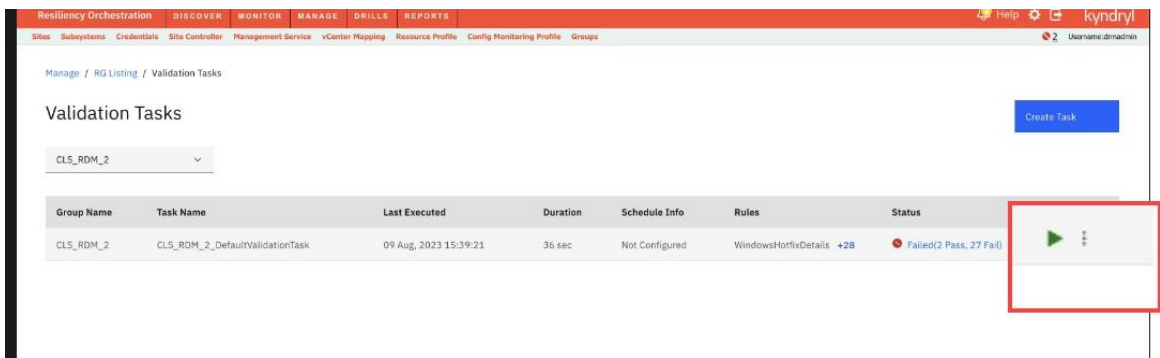 Resiliency Orchestration DISCOVER MONITOR MANAGE DRILLS REPORTS Help kyndryl
Sites Subsystems Credentials Site Controller Management Service vCenter Mapping Resource Profile Config Monitoring Profile Groups 2 Username:drmadmin
Manage / RG Listing / Validation Tasks
Validation Tasks
Create Task
CLS_RDM_2
Group Name Task Name Last Executed Duration Schedule Info Rules Status
CLS_RDM_2 CLS_RDM_2_DefaultValidationTask 09 Aug, 2023 15:39:21 36 sec Not Configured WindowsHotfixDetails +28 Failed(2 Pass, 27 Fail)